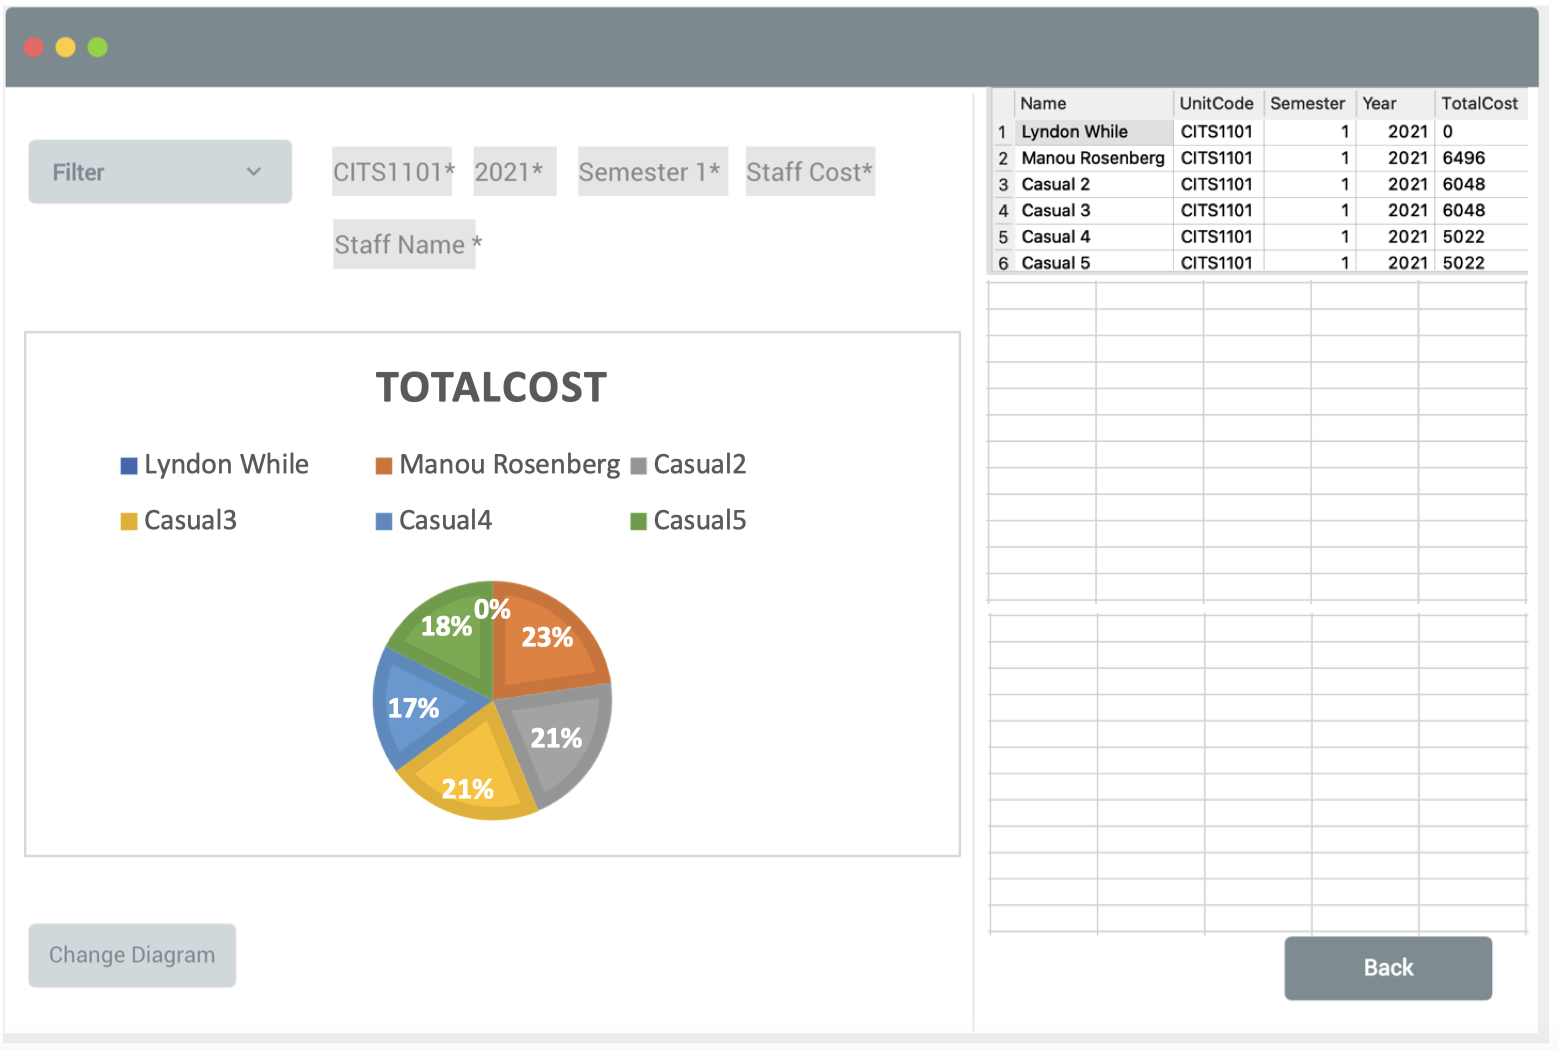 Filter
CITS1101* 2021* Semester 1* Staff Cost*
Staff Name *
TOTALCOST
Lyndon While Manou Rosenberg Casual2
Casual3 Casual4 Casual5
0%
23%
18%
17%
21%
21%
Change Diagram
Name UnitCode Semester Year TotalCost
1 Lyndon While CITS1101 1 2021 0
2 Manou Rosenberg CITS1101 1 2021 6496
3 Casual 2 CITS1101 1 2021 6048
4 Casual 3 CITS1101 1 2021 6048
5 Casual 4 CITS1101 1 2021 5022
6 Casual 5 CITS1101 1 2021 5022
Back